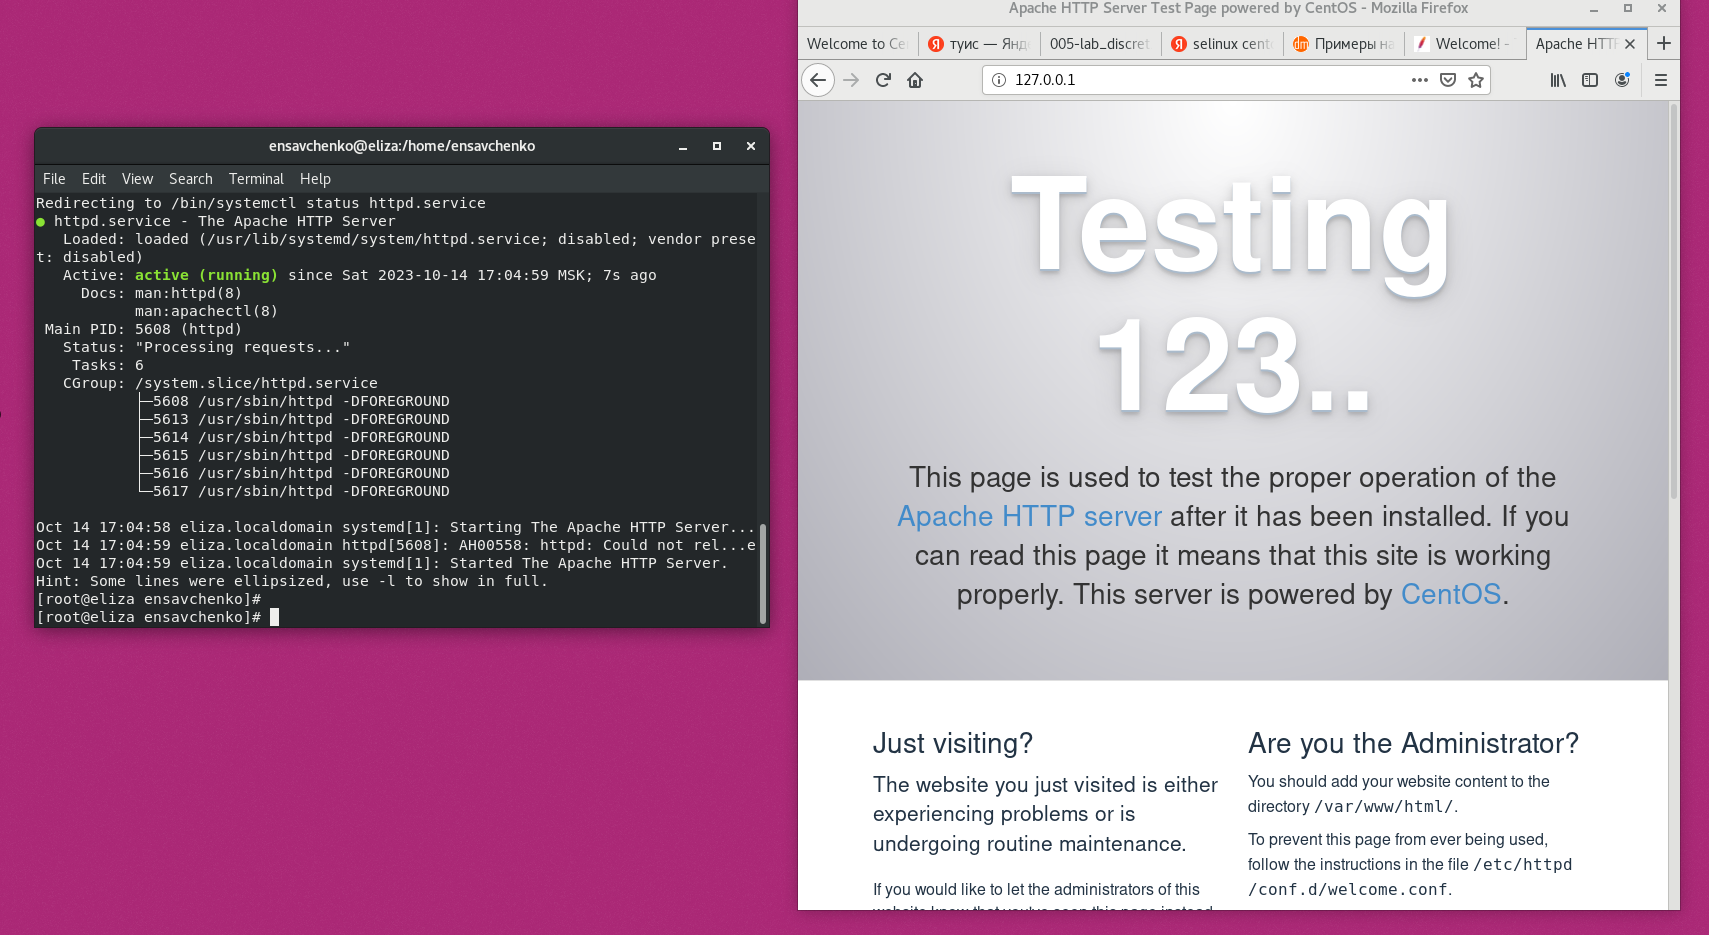 ensavchenko@eliza:/home/ensavchenko
File Edit View Search Terminal Help
Redirecting to /bin/systemctl status httpd.service
● httpd.service - The Apache HTTP Server
Loaded: loaded (/usr/lib/systemd/system/httpd.service; disabled; vendor prese
t: disabled)
Active: active (running) since Sat 2023-10-14 17:04:59 MSK; 7s ago
Docs: man:httpd(8)
man:apachectl(8)
Main PID: 5608 (httpd)
Status: "Processing requests..."
Tasks: 6
CGroup: /system.slice/httpd.service
├─5608 /usr/sbin/httpd -DFOREGROUND
├─5613 /usr/sbin/httpd -DFOREGROUND
├─5614 /usr/sbin/httpd -DFOREGROUND
├─5615 /usr/sbin/httpd -DFOREGROUND
├─5616 /usr/sbin/httpd -DFOREGROUND
└─5617 /usr/sbin/httpd -DFOREGROUND
Oct 14 17:04:58 eliza.localdomain systemd[1]: Starting The Apache HTTP Server...
Oct 14 17:04:59 eliza.localdomain httpd[5608]: AH00558: httpd: Could not rel...e
Oct 14 17:04:59 eliza.localdomain systemd[1]: Started The Apache HTTP Server.
Hint: Some lines were ellipsized, use -l to show in full.
[root@eliza ensavchenko]#
[root@eliza ensavchenko]#
Apache HTTP Server Test Page powered by CentOS - Mozilla Firefox
Welcome to Ce Я туис — Янд 005-lab_discret Я selinux cent dm Примеры на Welcome! - Apache HTTP
127.0.0.1
Testing
123..
This page is used to test the proper operation of the
Apache HTTP server after it has been installed. If you
can read this page it means that this site is working
properly. This server is powered by CentOS.
Just visiting?
The website you just visited is either
experiencing problems or is
undergoing routine maintenance.
If you would like to let the administrators of this
website know that you've seen this page instead
Are you the Administrator?
You should add your website content to the
directory /var/www/html/.
To prevent this page from ever being used,
follow the instructions in the file /etc/httpd
/conf.d/welcome.conf.